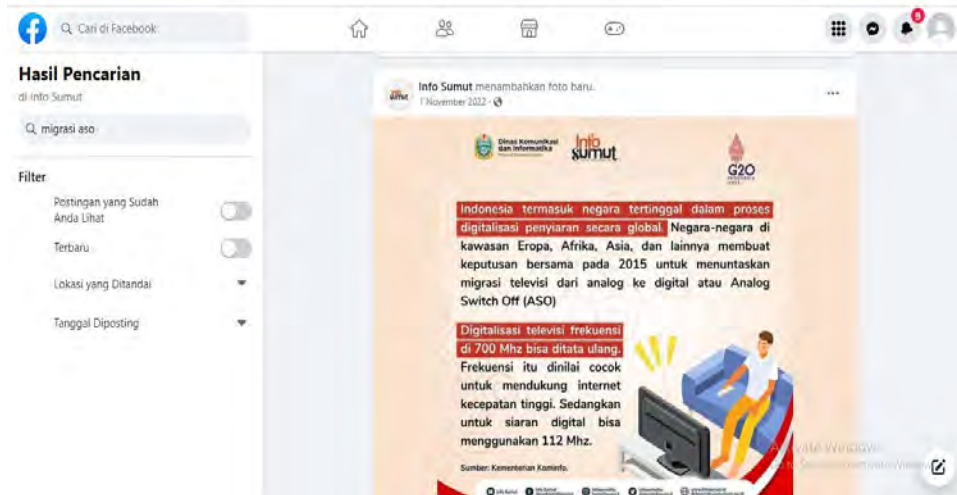 Cari di Facebook
9
Hasil Pencarian
di Info Sumut
migrasi aso
Filter
Postingan yang Sudah
Anda Lihat
Terbaru
Lokasi yang Ditandai
Tanggal Diposting
Info Sumut menambahkan foto baru.
1 November 2022
Dinas Komunikasi
dan Informatika
Info
sumut
G20
Indonesia termasuk negara tertinggal dalam proses
digitalisasi penyiaran secara global. Negara-negara di
kawasan Eropa, Afrika, Asia, dan lainnya membuat
keputusan bersama pada 2015 untuk menuntaskan
migrasi televisi dari analog ke digital atau Analog
Switch Off (ASO)
Digitalisasi televisi frekuensi
di 700 Mhz bisa ditata ulang.
Frekuensi itu dinilai cocok
untuk mendukung internet
kecepatan tinggi. Sedangkan
untuk siaran digital bisa
menggunakan 112 Mhz.
Sumber: Kementerian Kominfo.
Activate Windows